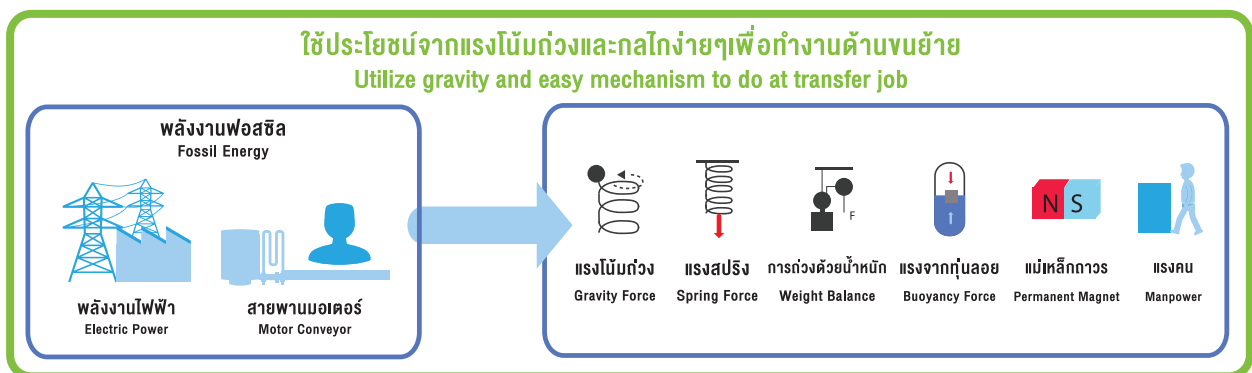 ใช้ประโยชน์จากแรงโน้มถ่วงและกลไกง่ายๆเพื่อทำงานด้านขนย้าย
Utilize gravity and easy mechanism to do at transfer job
พลังงานฟอสซิล
Fossil Energy
พลังงานไฟฟ้า
Electric Power
สายพานมอเตอร์
Motor Conveyor
F
N S
แรงโน้มถ่วง
Gravity Force
แรงสปริง
Spring Force
การถ่วงด้วยน้ำหนัก
Weight Balance
แรงจากทุ่นลอย
Buoyancy Force
แม่เหล็กถาวร
Permanent Magnet
แรงคน
Manpower